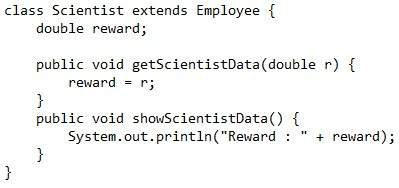 class Scientist extends Employee {
    double reward;

    public void getScientistData(double r) {
        reward = r;
    }
    public void showScientistData() {
        System.out.println("Reward : " + reward);
    }
}